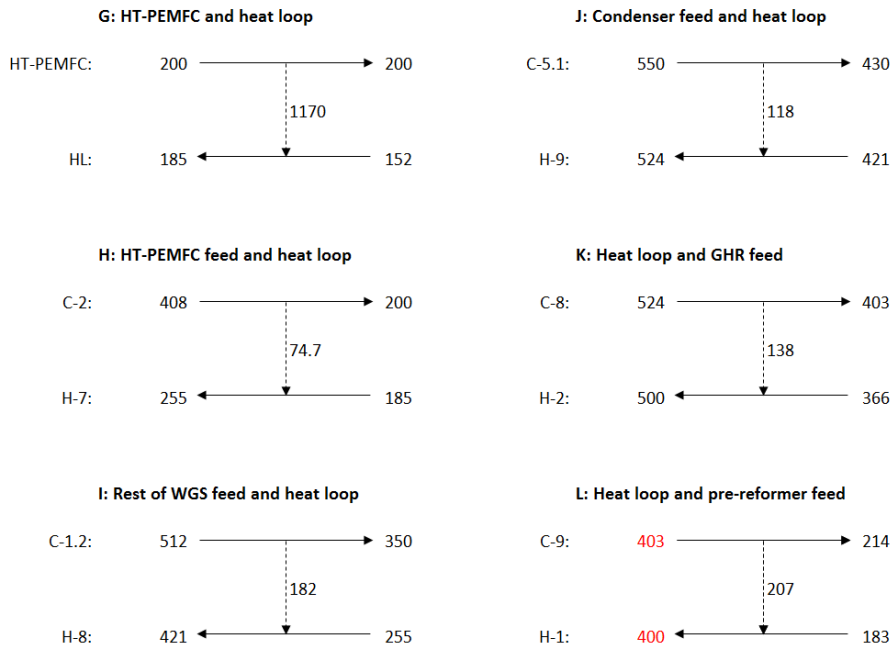 G: HT-PEMFC and heat loop
HT-PEMFC: 200 200
1170
HL: 185 152
H: HT-PEMFC feed and heat loop
C-2: 408 200
74.7
H-7: 255 185
I: Rest of WGS feed and heat loop
C-1.2: 512 350
182
H-8: 421 255
J: Condenser feed and heat loop
C-5.1: 550 430
118
H-9: 524 421
K: Heat loop and GHR feed
C-8: 524 403
138
H-2: 500 366
L: Heat loop and pre-reformer feed
C-9: 403 214
207
H-1: 400 183